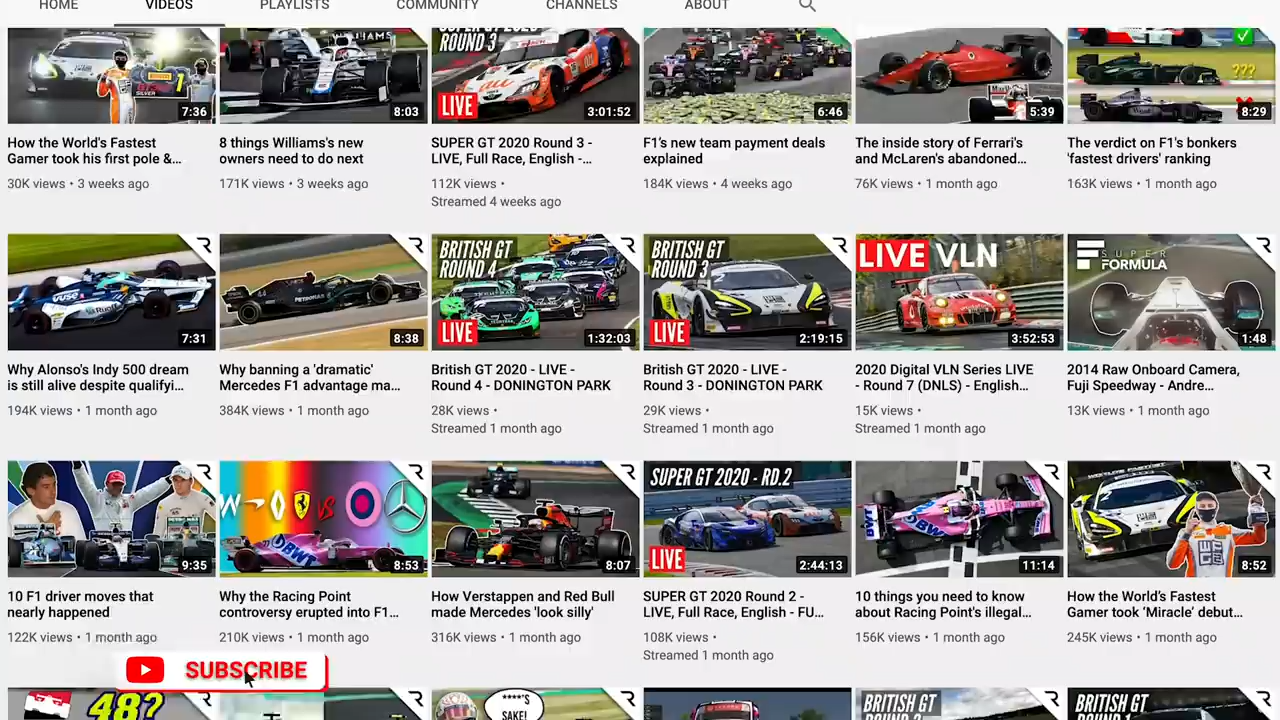 HOME VIDEOS PLAYLISTS COMMUNITY CHANNELS ABOUT
7:36
WILLIAMS
8:03
SUPER GT 2020
ROUND 3
au
LIVE
3:01:52
6:46
5:39
???
8:29
How the World's Fastest
Gamer took his first pole &...
30K views • 3 weeks ago
8 things Williams's new
owners need to do next
171K views • 3 weeks ago
SUPER GT 2020 Round 3 -
LIVE, Full Race, English -...
112K views •
Streamed 4 weeks ago
F1's new team payment deals
explained
184K views • 4 weeks ago
The inside story of Ferrari's
and McLaren's abandoned...
76K views • 1 month ago
The verdict on F1's bonkers
'fastest drivers' ranking
163K views • 1 month ago
7:31
PETRONAS
8:38
BRITISH GT
ROUND 4
LIVE
1:32:03
BRITISH GT
ROUND 3
LIVE
2:19:15
LIVE VLN
3:52:53
SUPER
FORMULA
1:48
Why Alonso's Indy 500 dream
is still alive despite qualifyi...
194K views • 1 month ago
Why banning a 'dramatic'
Mercedes F1 advantage ma...
384K views • 1 month ago
British GT 2020 - LIVE -
Round 4 - DONINGTON PARK
28K views •
Streamed 1 month ago
British GT 2020 - LIVE -
Round 3 - DONINGTON PARK
29K views •
Streamed 1 month ago
2020 Digital VLN Series LIVE
- Round 7 (DNLS) - English...
15K views •
Streamed 1 month ago
2014 Raw Onboard Camera,
Fuji Speedway - Andre...
13K views • 1 month ago
9:35
VS
BWT
8:53
8:07
SUPER GT 2020 - RD.2
LIVE
2:44:13
BWT
11:14
8:52
10 F1 driver moves that
nearly happened
122K views • 1 month ago
Why the Racing Point
controversy erupted into F1...
210K views • 1 month ago
How Verstappen and Red Bull
made Mercedes 'look silly'
316K views • 1 month ago
SUPER GT 2020 Round 2 -
LIVE, Full Race, English - FU...
108K views •
Streamed 1 month ago
10 things you need to know
about Racing Point's illegal...
156K views • 1 month ago
How the World's Fastest
Gamer took 'Miracle' debut...
245K views • 1 month ago
SUBSCRIBE
48?
****'S
SAKE!
BRITISH GT
BRITISH GT